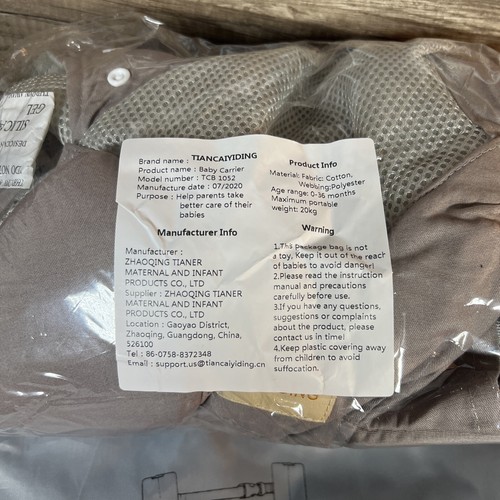 Brand name : TIANCAIYIDING
Product name : Baby Carrier
Model number : TCB 1052
Manufacture date : 07/2020
Purpose : Help parents take
better care of their
babies
Manufacturer Info
Manufacturer :
ZHAOQING TIANER
MATERNAL AND INFANT
PRODUCTS CO., LTD
Supplier : ZHAOQING TIANER
MATERNAL AND INFANT
PRODUCTS CO., LTD
Location : Gaoyao District,
Zhaoqing, Guangdong, China,
526100
Tel : 86-0758-8372348
Email : support.us@tiancaiyiding.cn
Product Info
Material: Fabric: Cotton,
Webbing:Polyester
Age range: 0-36 months
Maximum portable
weight: 20kg
Warning
1.The package bag is not
a toy, Keep it out of the reach
of babies to avoid danger!
2.Please read the instruction
manual and precautions
carefully before use.
3.If you have any questions,
suggestions or complaints
about the product, please
contact us in time!
4.Keep plastic covering away
from children to avoid
suffocation.
GEL
DO NOT